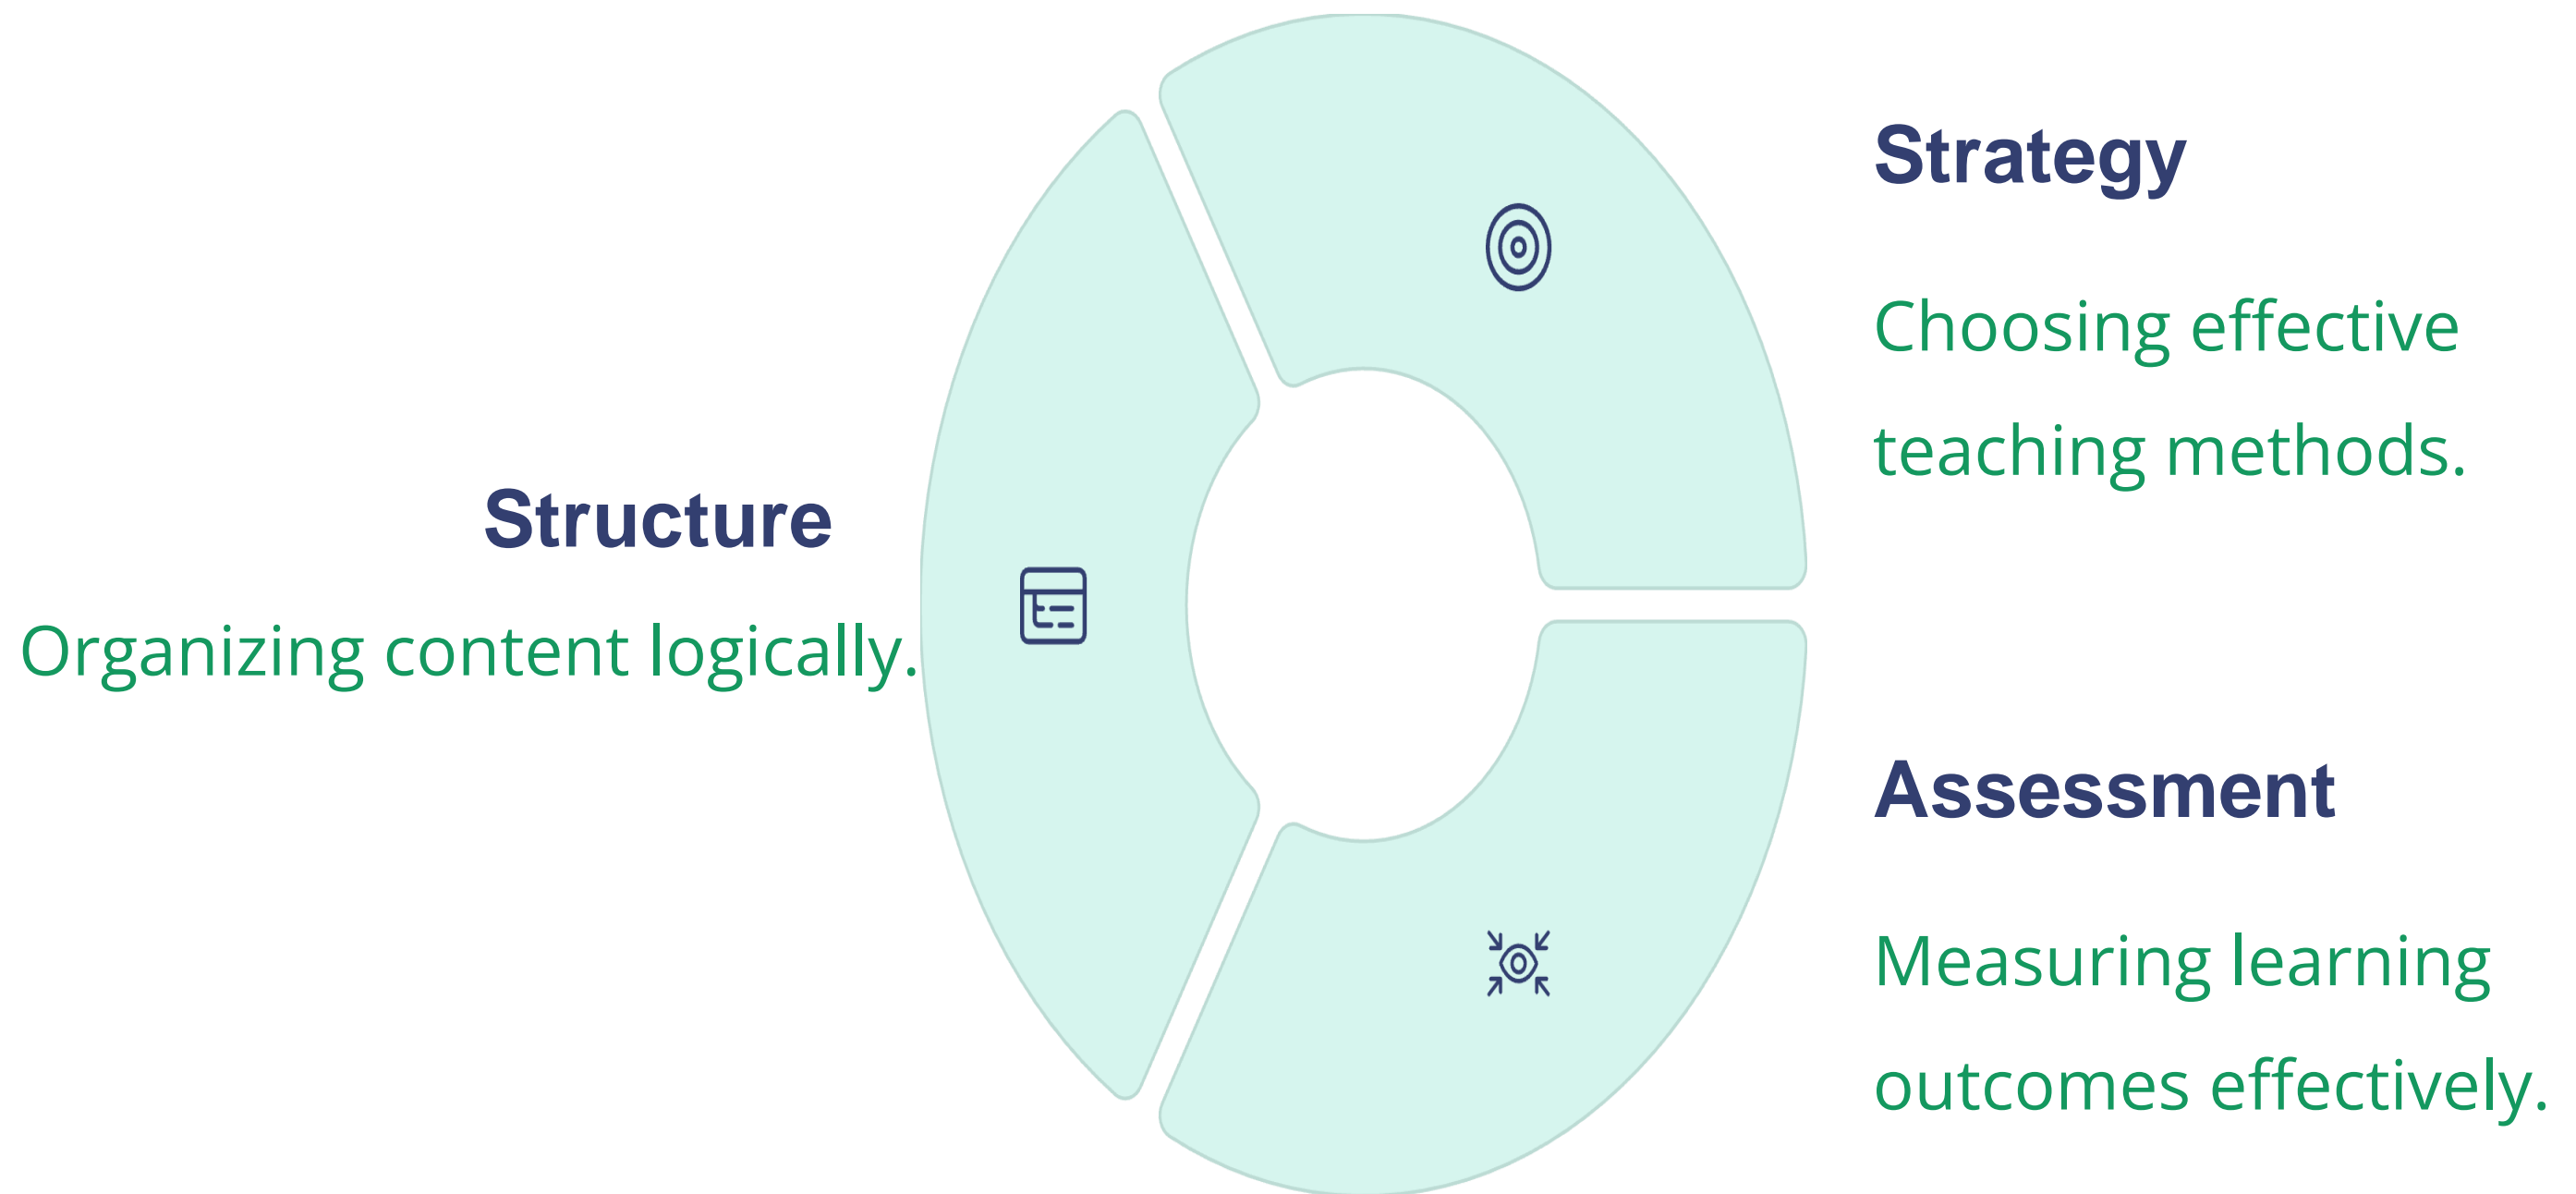 Strategy
Choosing effective
teaching methods.
Structure
Organizing content logically.
Assessment
Measuring learning
outcomes effectively.